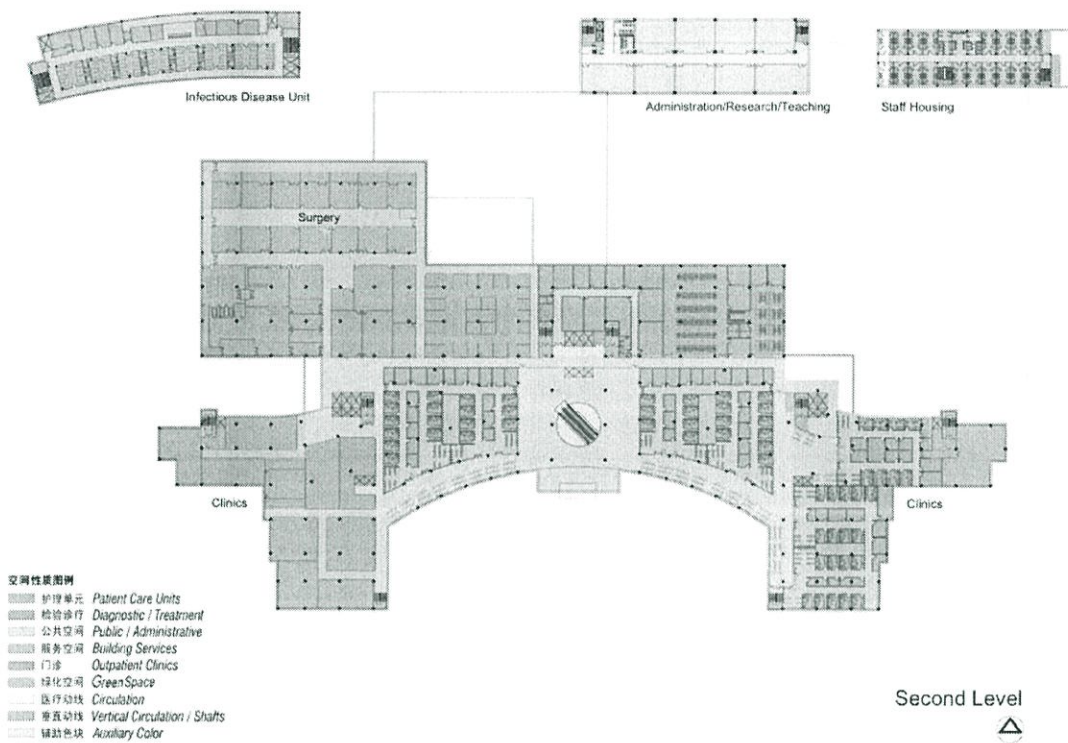 Infectious Disease Unit
Administration/Research/Teaching
Staff Housing
Surgery
Clinics
Clinics
空间性质图例
护理单元 Patient Care Units
检验诊疗 Diagnostic / Treatment
公共空间 Public / Administrative
服务空间 Building Services
门诊 Outpatient Clinics
绿化空间 GreenSpace
医疗动线 Circulation
垂直动线 Vertical Circulation / Shafts
辅助色块 Auxiliary Color
Second Level